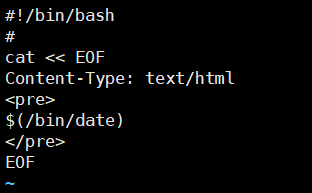 #!/bin/bash
#
cat << EOF
Content-Type: text/html
<pre>
$(/bin/date)
</pre>
EOF
~